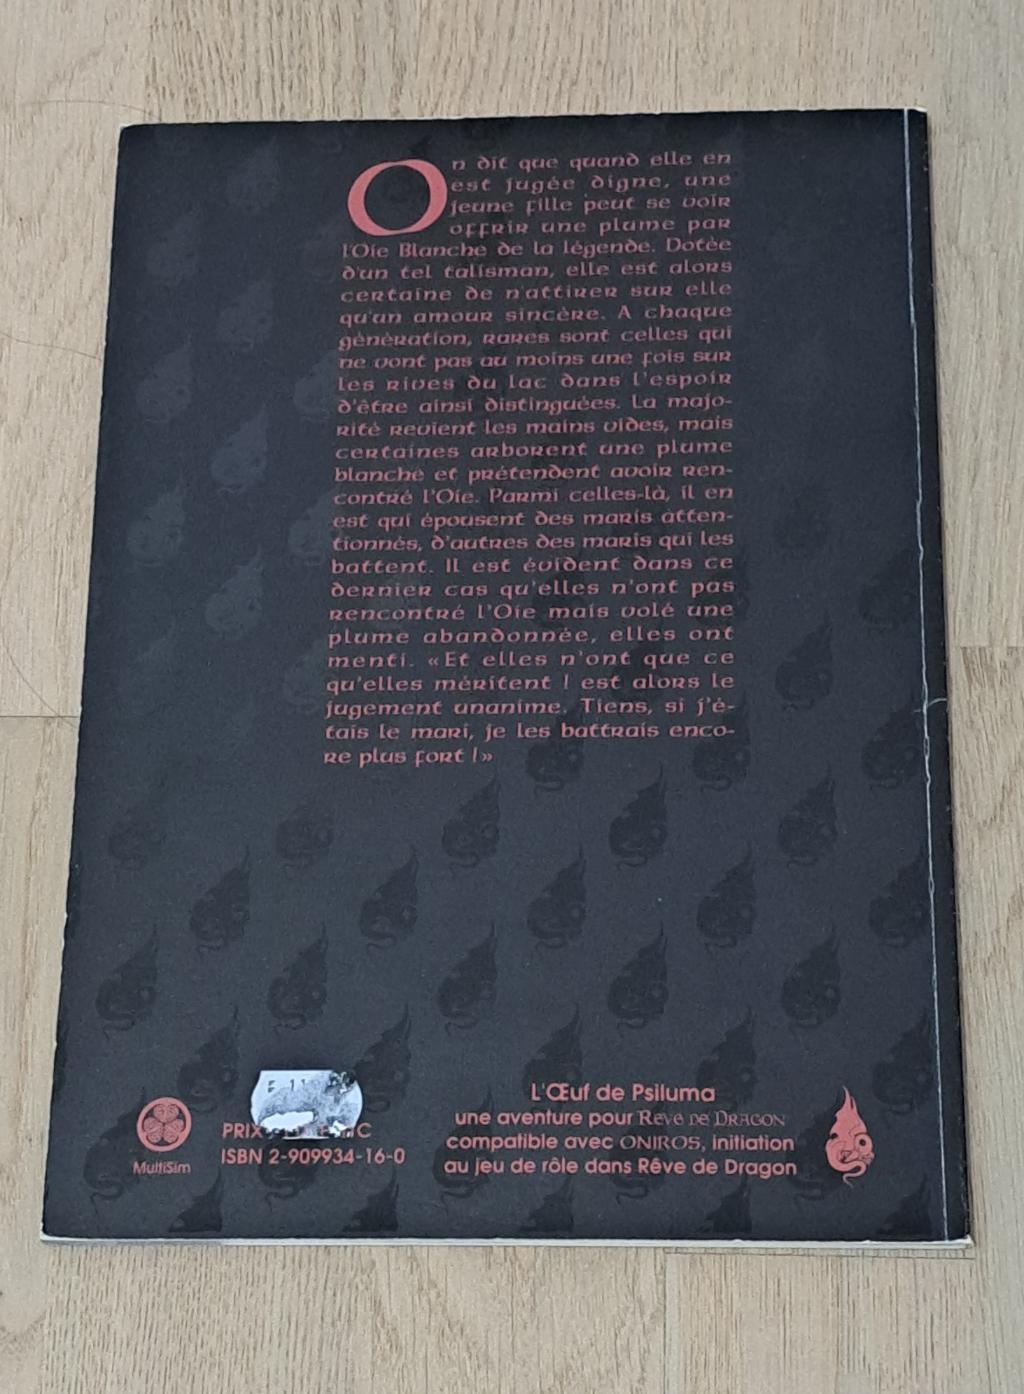 On dit que quand elle en
est jugée digne, une
jeune fille peut se voir
offrir une plume par
l'Oie Blanche de la légende. Dotée
d'un tel talisman, elle est alors
certaine de n'attirer sur elle
qu'un amour sincère. A chaque
génération, rares sont celles qui
ne vont pas au moins une fois sur
les rives du lac dans l'espoir
d'être ainsi distinguées. La majo-
rité revient les mains vides, mais
certaines arborent une plume
blanche et prétendent avoir ren-
contré l'Oie. Parmi celles-là, il en
est qui épousent des maris atten-
tionnés, d'autres des maris qui les
battent. Il est évident dans ce
dernier cas qu'elles n'ont pas
rencontré l'Oie mais volé une
plume abandonnée, elles ont
menti. «Et elles n'ont que ce
qu'elles méritent ! est alors le
jugement unanime. Tiens, si j'é-
tais le mari, je les battrais enco-
re plus fort !»
MultiSim
PRIX
ISBN 2-909934-16-0
L'Œuf de Psiluma
une aventure pour Rêve de Dragon
compatible avec ONIROS, initiation
au jeu de rôle dans Rêve de Dragon